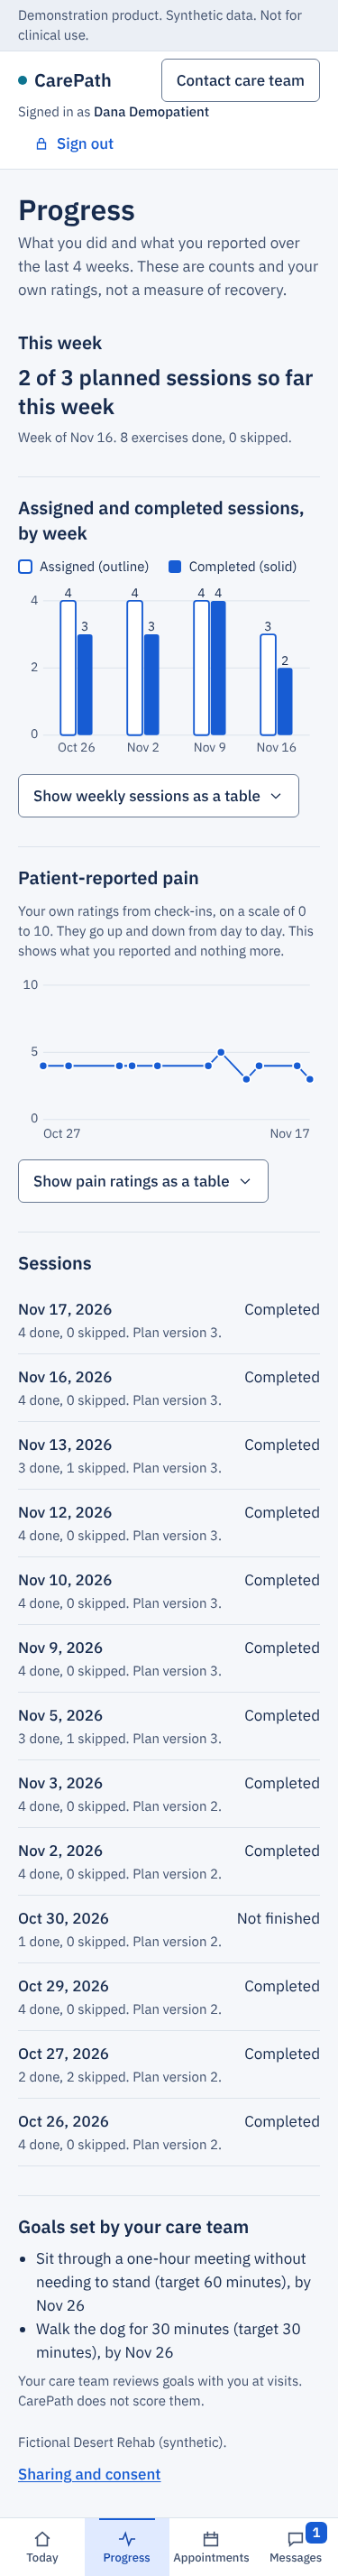 Demonstration product. Synthetic data. Not for
clinical use.
CarePath
Contact care team
Signed in as Dana Demopatient
Sign out
Progress
What you did and what you reported over
the last 4 weeks. These are counts and your
own ratings, not a measure of recovery.
This week
2 of 3 planned sessions so far
this week
Week of Nov 16. 8 exercises done, 0 skipped.
Assigned and completed sessions,
by week
Assigned (outline) Completed (solid)
4 3 4 3 4 4 3 2
4
2
0
Oct 26 Nov 2 Nov 9 Nov 16
Show weekly sessions as a table
Patient-reported pain
Your own ratings from check-ins, on a scale of 0
to 10. They go up and down from day to day. This
shows what you reported and nothing more.
10
5
0
Oct 27 Nov 17
Show pain ratings as a table
Sessions
Nov 17, 2026 Completed
4 done, 0 skipped. Plan version 3.
Nov 16, 2026 Completed
4 done, 0 skipped. Plan version 3.
Nov 13, 2026 Completed
3 done, 1 skipped. Plan version 3.
Nov 12, 2026 Completed
4 done, 0 skipped. Plan version 3.
Nov 10, 2026 Completed
4 done, 0 skipped. Plan version 3.
Nov 9, 2026 Completed
4 done, 0 skipped. Plan version 3.
Nov 5, 2026 Completed
3 done, 1 skipped. Plan version 3.
Nov 3, 2026 Completed
4 done, 0 skipped. Plan version 2.
Nov 2, 2026 Completed
4 done, 0 skipped. Plan version 2.
Oct 30, 2026 Not finished
1 done, 0 skipped. Plan version 2.
Oct 29, 2026 Completed
4 done, 0 skipped. Plan version 2.
Oct 27, 2026 Completed
2 done, 2 skipped. Plan version 2.
Oct 26, 2026 Completed
4 done, 0 skipped. Plan version 2.
Goals set by your care team
• Sit through a one-hour meeting without
needing to stand (target 60 minutes), by
Nov 26
• Walk the dog for 30 minutes (target 30
minutes), by Nov 26
Your care team reviews goals with you at visits.
CarePath does not score them.
Fictional Desert Rehab (synthetic).
Sharing and consent
1
Today Progress Appointments Messages